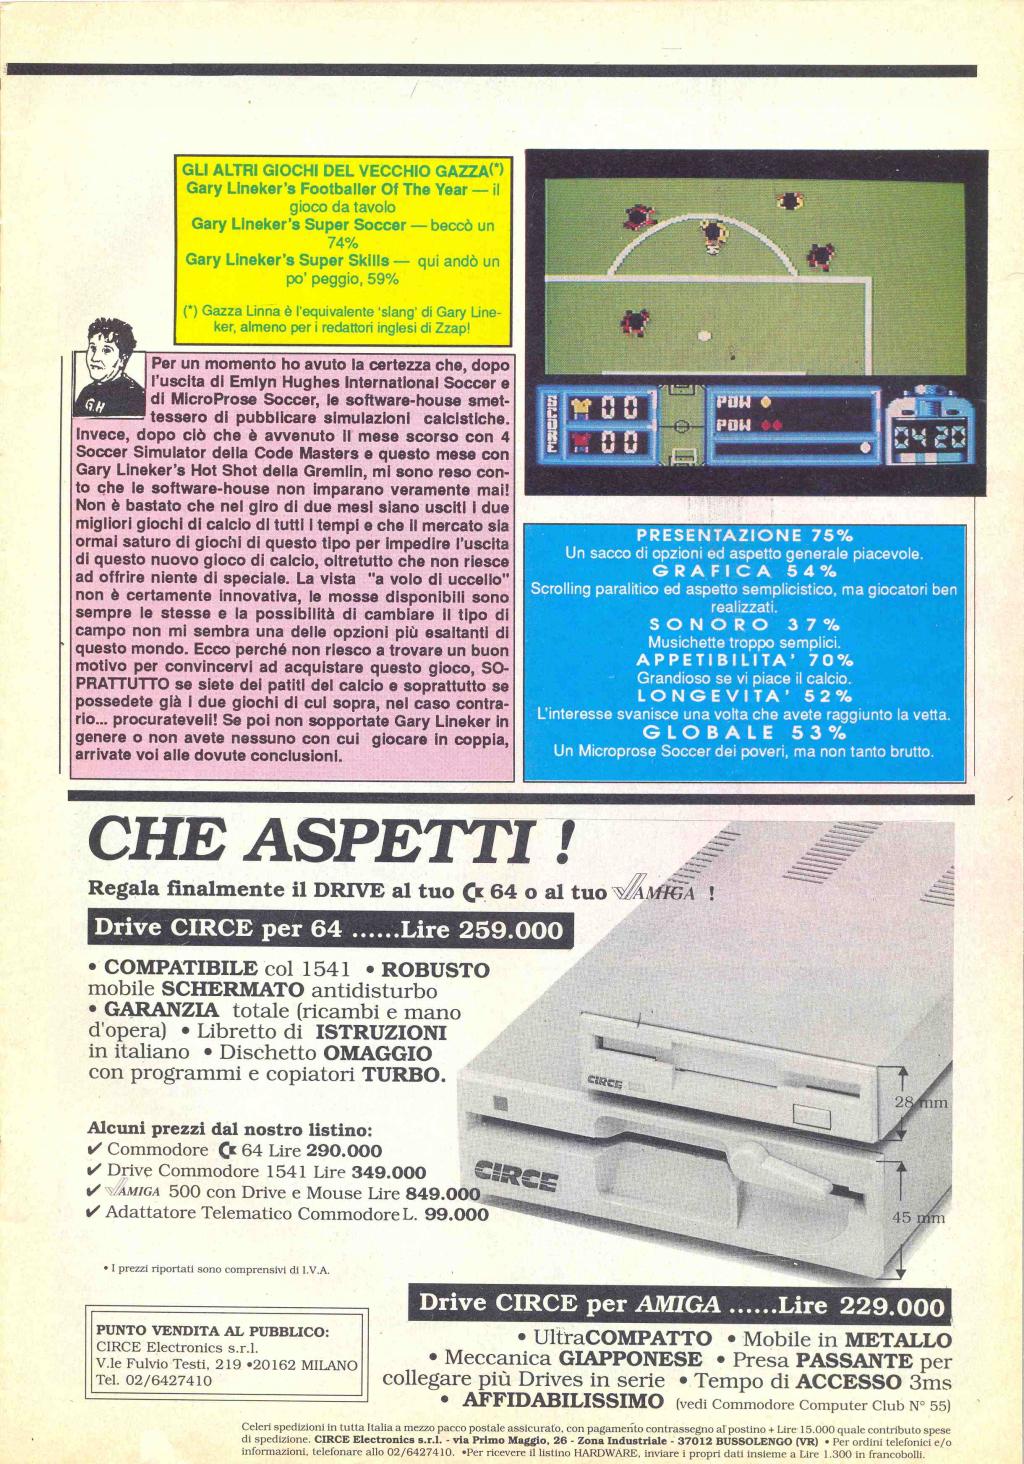 GLI ALTRI GIOCHI DEL VECCHIO GAZZA(*)
Gary Lineker's Footballer Of The Year — il
gioco da tavolo
Gary Lineker's Super Soccer — beccò un
74%
Gary Lineker's Super Skills — qui andò un
po' peggio, 59%
(*) Gazza Linna è l'equivalente 'slang' di Gary Line-
ker, almeno per i redattori inglesi di Zzap!
G.H
Per un momento ho avuto la certezza che, dopo
l'uscita di Emlyn Hughes International Soccer e
di MicroProse Soccer, le software-house smet-
tessero di pubblicare simulazioni calcistiche.
Invece, dopo ciò che è avvenuto il mese scorso con 4
Soccer Simulator della Code Masters e questo mese con
Gary Lineker's Hot Shot della Gremlin, mi sono reso con-
to che le software-house non imparano veramente mai!
Non è bastato che nel giro di due mesi siano usciti i due
migliori giochi di calcio di tutti i tempi e che il mercato sia
ormai saturo di giochi di questo tipo per impedire l'uscita
di questo nuovo gioco di calcio, oltretutto che non riesce
ad offrire niente di speciale. La vista "a volo di uccello"
non è certamente innovativa, le mosse disponibili sono
sempre le stesse e la possibilità di cambiare il tipo di
campo non mi sembra una delle opzioni più esaltanti di
questo mondo. Ecco perché non riesco a trovare un buon
motivo per convincervi ad acquistare questo gioco, SO-
PRATTUTTO se siete dei patiti del calcio e soprattutto se
possedete già i due giochi di cui sopra, nel caso contra-
rio... procurateveli! Se poi non sopportate Gary Lineker in
genere o non avete nessuno con cui giocare in coppia,
arrivate voi alle dovute conclusioni.
SCORE
00
00
POW
POW
04 20
PRESENTAZIONE 75%
Un sacco di opzioni ed aspetto generale piacevole.
GRAFICA 54%
Scrolling paralitico ed aspetto semplicistico, ma giocatori ben
realizzati.
SONORO 37%
Musichette troppo semplici.
APPETIBILITA' 70%
Grandioso se vi piace il calcio.
LONGEVITA' 52%
L'interesse svanisce una volta che avete raggiunto la vetta.
GLOBALE 53%
Un Microprose Soccer dei poveri, ma non tanto brutto.
CHE ASPETTI !
Regala finalmente il DRIVE al tuo C= 64 o al tuo AMIGA !
Drive CIRCE per 64 ......Lire 259.000
• COMPATIBILE col 1541 • ROBUSTO
mobile SCHERMATO antidisturbo
• GARANZIA totale (ricambi e mano
d'opera) • Libretto di ISTRUZIONI
in italiano • Dischetto OMAGGIO
con programmi e copiatori TURBO.
CIRCE
28 mm
CIRCE
45 mm
Alcuni prezzi dal nostro listino:
✔ Commodore C= 64 Lire 290.000
✔ Drive Commodore 1541 Lire 349.000
✔ AMIGA 500 con Drive e Mouse Lire 849.000
✔ Adattatore Telematico Commodore L. 99.000
• I prezzi riportati sono comprensivi di I.V.A.
Drive CIRCE per AMIGA ......Lire 229.000
• UltraCOMPATTO • Mobile in METALLO
• Meccanica GIAPPONESE • Presa PASSANTE per
collegare più Drives in serie • Tempo di ACCESSO 3ms
• AFFIDABILISSIMO (vedi Commodore Computer Club N° 55)
PUNTO VENDITA AL PUBBLICO:
CIRCE Electronics s.r.l.
V.le Fulvio Testi, 219 •20162 MILANO
Tel. 02/6427410
Celeri spedizioni in tutta Italia a mezzo pacco postale assicurato, con pagamento contrassegno al postino + Lire 15.000 quale contributo spese
di spedizione. CIRCE Electronics s.r.l. - via Primo Maggio, 26 - Zona Industriale - 37012 BUSSOLENGO (VR) • Per ordini telefonici e/o
informazioni, telefonare allo 02/6427410. •Per ricevere il listino HARDWARE, inviare i propri dati insieme a Lire 1.300 in francobolli.